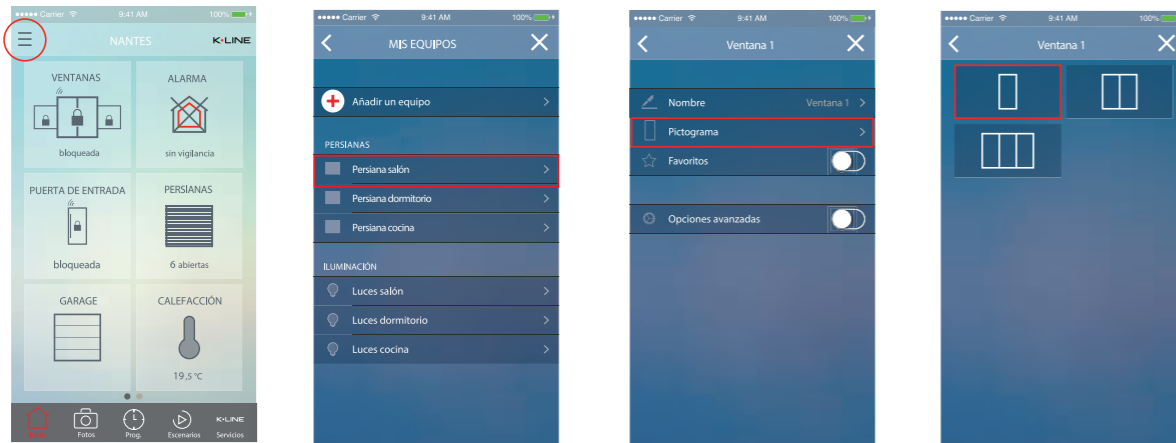 ●●●●● Carrier 9:41 AM 100%
NANTES K•LINE
VENTANAS
bloqueada
ALARMA
sin vigilancia
PUERTA DE ENTRADA
bloqueada
PERSIANAS
6 abiertas
GARAGE
CALEFACCIÓN
19,5 °C
Fotos
Prog.
Escenarios
K•LINE
Servicios
●●●●● Carrier 9:41 AM 100%
MIS EQUIPOS
Añadir un equipo
PERSIANAS
Persiana salón
Persiana dormitorio
Persiana cocina
ILUMINACIÓN
Luces salón
Luces dormitorio
Luces cocina
●●●●● Carrier 9:41 AM 100%
Ventana 1
Nombre Ventana 1
Pictograma
Favoritos
Opciones avanzadas
●●●●● Carrier 9:41 AM 100%
Ventana 1